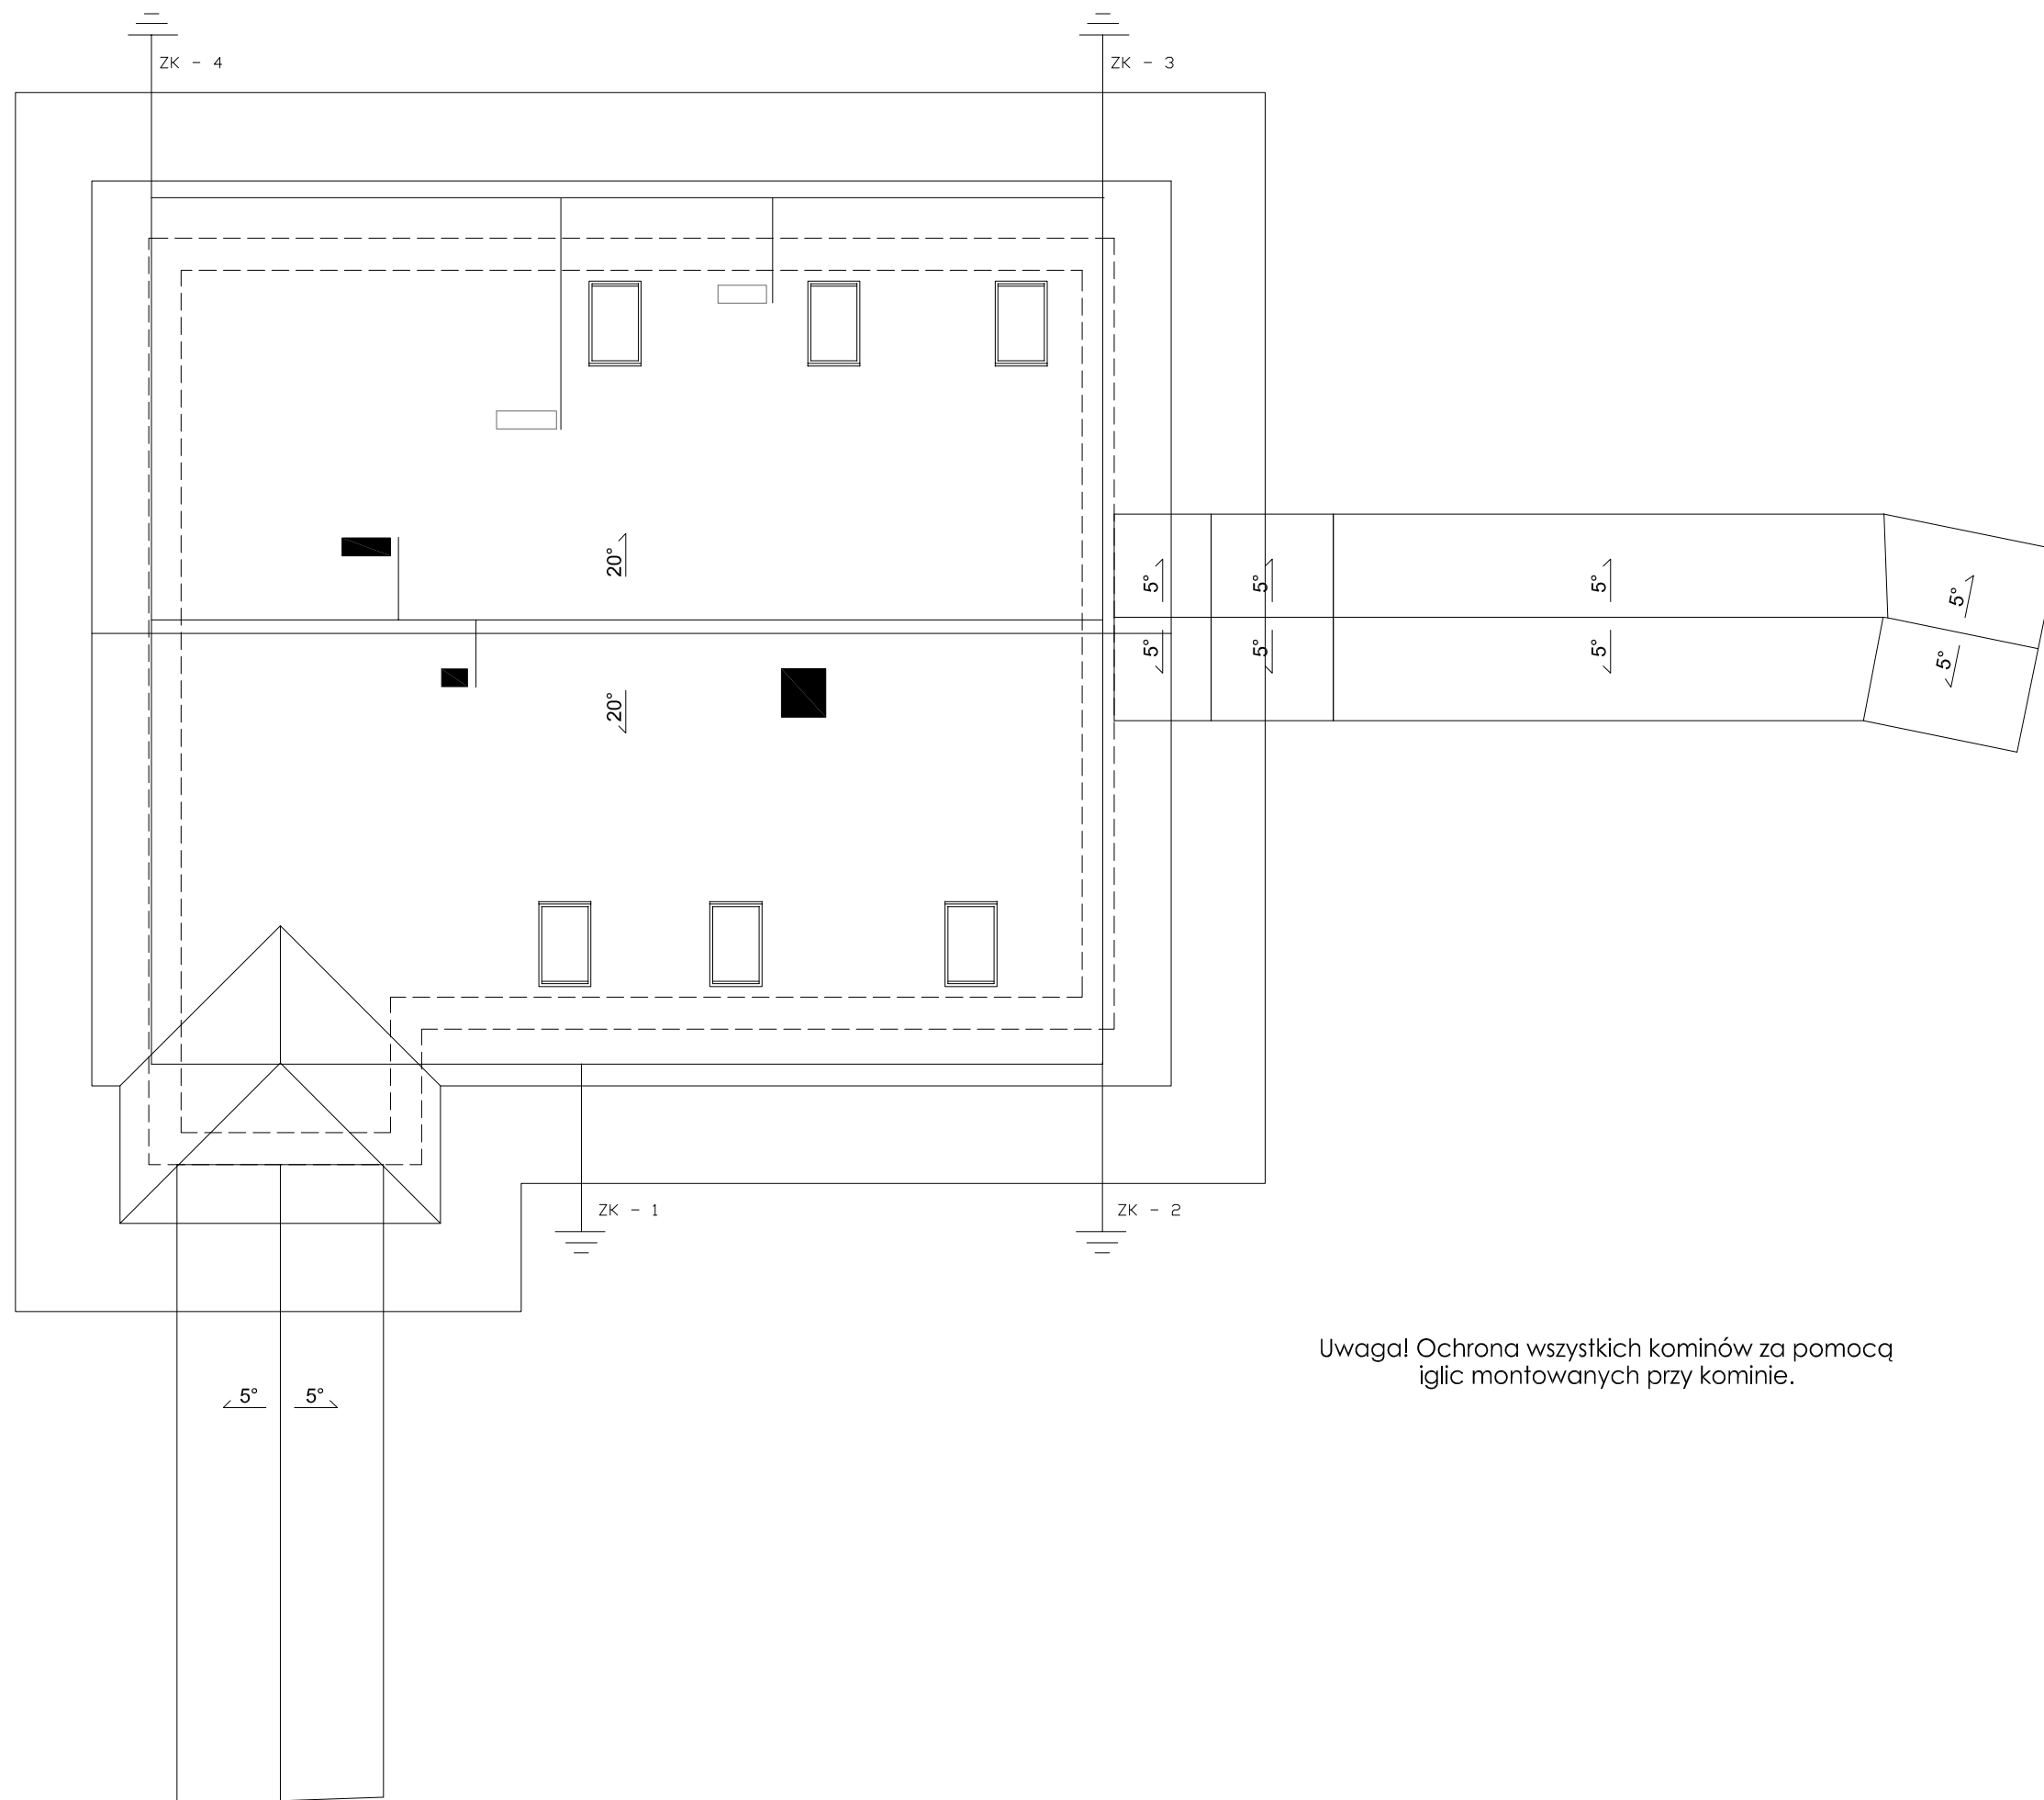 ZK - 4
ZK - 3
20°
5°
5°
5°
5°
5°
5°
5°
5°
20°
ZK - 1
ZK - 2
Uwaga! Ochrona wszystkich kominów za pomocą
iglic montowanych przy kominie.
5°
5°